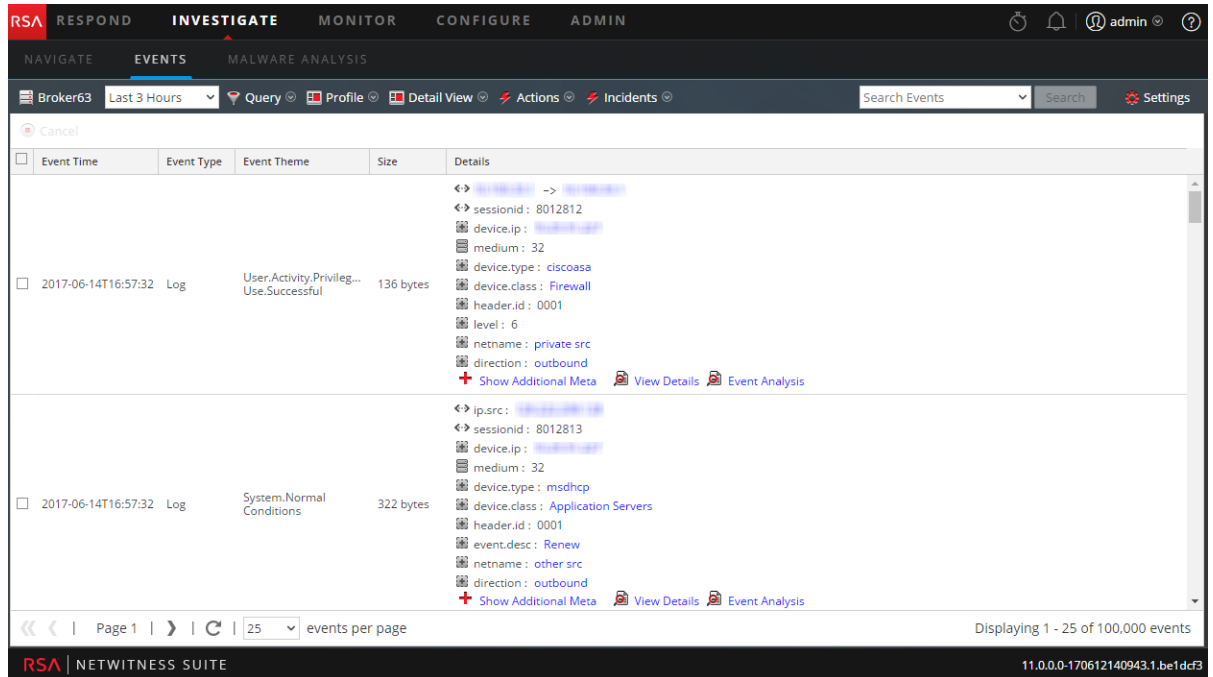 RSA RESPOND INVESTIGATE MONITOR CONFIGURE ADMIN admin ?
NAVIGATE EVENTS MALWARE ANALYSIS
Broker63 Last 3 Hours Query Profile Detail View Actions Incidents Search Events Search Settings
Cancel
Event Time Event Type Event Theme Size Details
->
sessionid : 8012812
device.ip :
medium : 32
device.type : ciscoasa
2017-06-14T16:57:32 Log User.Activity.Privileg... Use.Successful 136 bytes
device.class : Firewall
header.id : 0001
level : 6
netname : private src
direction : outbound
Show Additional Meta View Details Event Analysis
ip.src :
sessionid : 8012813
device.ip :
medium : 32
device.type : msdhcp
2017-06-14T16:57:32 Log System.Normal Conditions 322 bytes
device.class : Application Servers
header.id : 0001
event.desc : Renew
netname : other src
direction : outbound
Show Additional Meta View Details Event Analysis
Page 1 25 events per page Displaying 1 - 25 of 100,000 events
RSA NETWITNESS SUITE 11.0.0.0-170612140943.1.be1dcf3